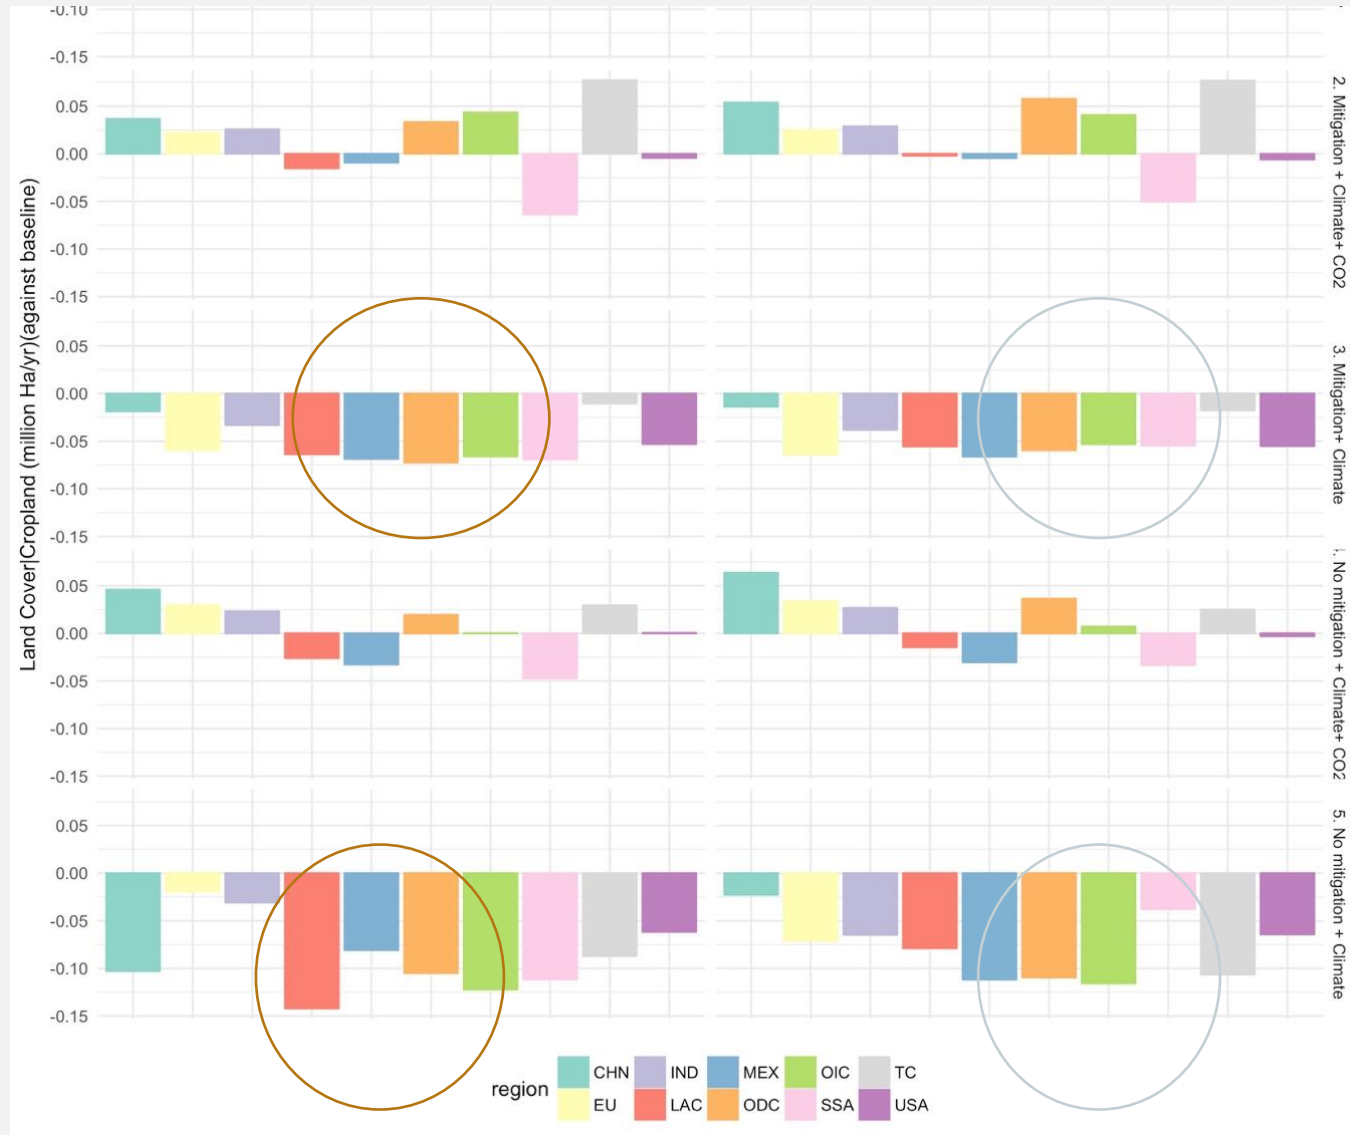 -0.10
-0.15
0.05
0.00
-0.05
-0.10
-0.15
2. Mitigation + Climate+ CO2
0.05
0.00
-0.05
-0.10
-0.15
3. Mitigation+ Climate
0.05
0.00
-0.05
-0.10
-0.15
. No mitigation + Climate+ CO2
0.05
0.00
-0.05
-0.10
-0.15
5. No mitigation + Climate
Land Cover|Cropland (million Ha/yr)(against baseline)
region
CHN IND MEX OIC TC
EU LAC ODC SSA USA